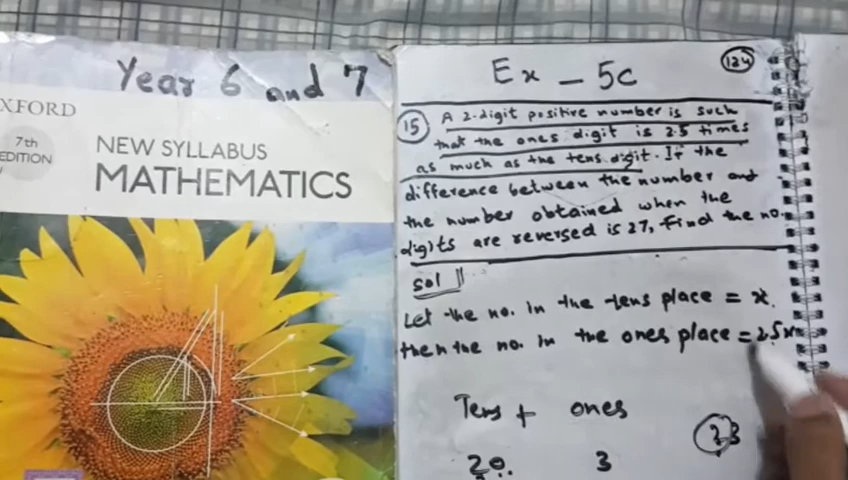 Year 6 and 7
XFORD
7th
EDITION
NEW SYLLABUS
MATHEMATICS
Ex - 5c
124
15 A 2-digit positive number is such
that the ones digit is 2.5 times
as much as the tens digit. If the
difference between the number and
the number obtained when the
digits are reversed is 27, Find the no.
Sol
Let the no. in the tens place = x.
then the no. in the ones place = 2.5x
Tens + ones
20 3
23